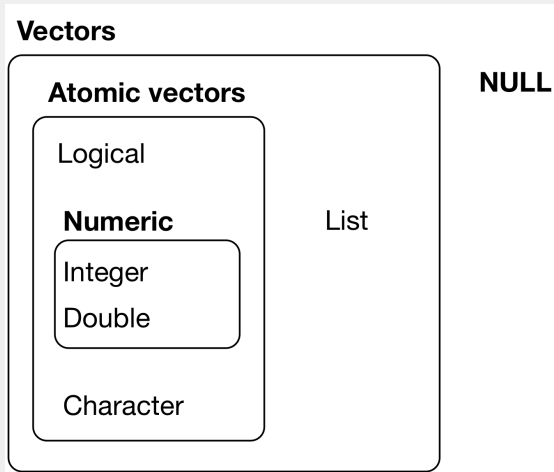 Vectors
NULL
Atomic vectors
Logical
Numeric
List
Integer
Double
Character